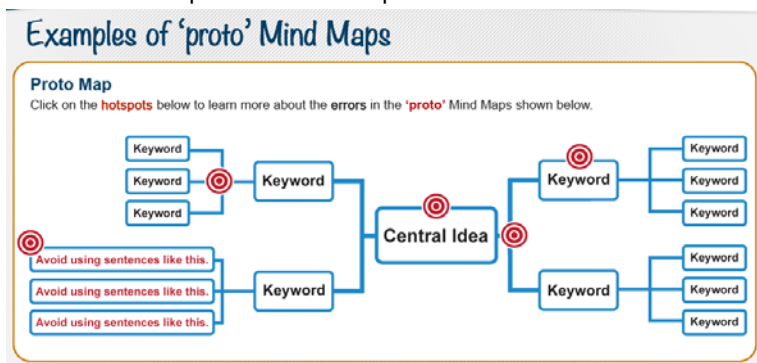 Examples of ‘proto’ Mind Maps
Proto Map
Click on the hotspots below to learn more about the errors in the ‘proto’ Mind Maps shown below.
Keyword
Keyword
Keyword
Keyword
Avoid using sentences like this.
Avoid using sentences like this.
Avoid using sentences like this.
Keyword
Central Idea
Keyword
Keyword
Keyword
Keyword
Keyword
Keyword
Keyword
Keyword